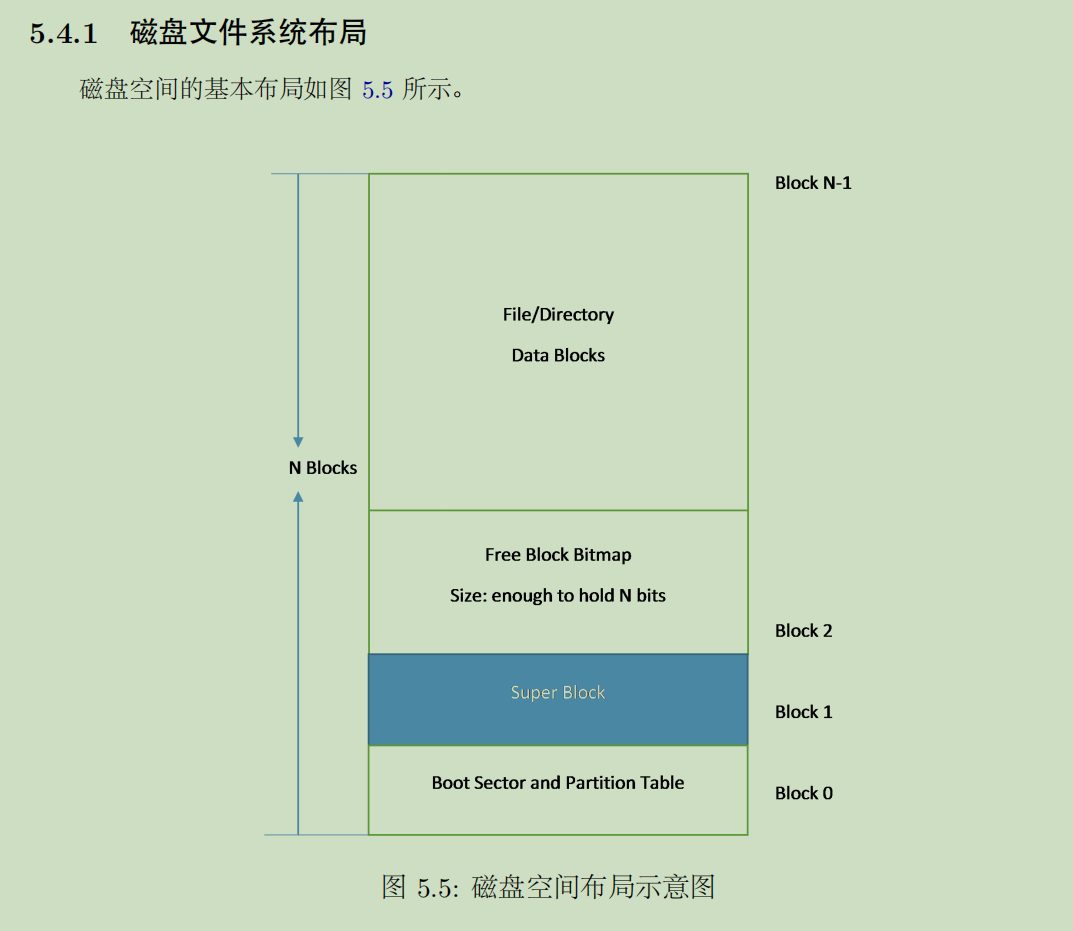 5.4.1 磁盘文件系统布局
磁盘空间的基本布局如图 5.5 所示。
Block N-1
File/Directory
Data Blocks
N Blocks
Free Block Bitmap
Size: enough to hold N bits
Block 2
Super Block
Block 1
Boot Sector and Partition Table
Block 0
图 5.5: 磁盘空间布局示意图